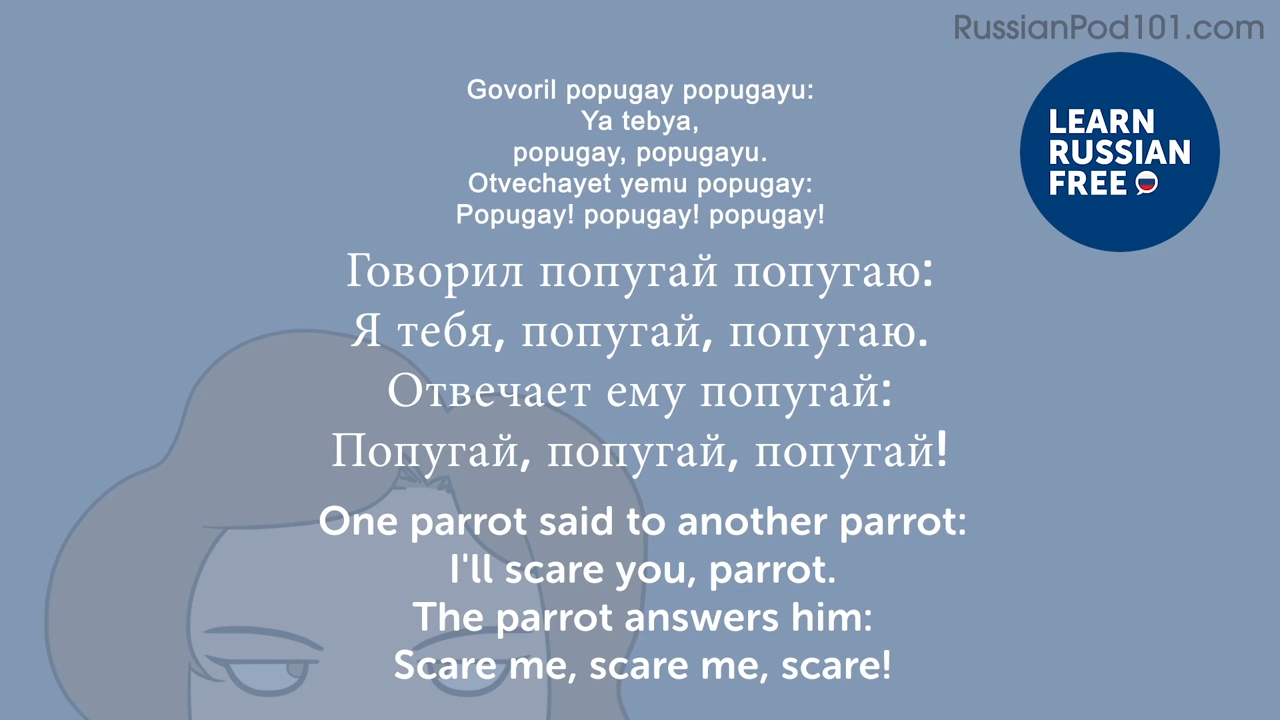 RussianPod101.com
LEARN
RUSSIAN
FREE
Govoril popugay popugayu:
Ya tebya,
popugay, popugayu.
Otvechayet yemu popugay:
Popugay! popugay! popugay!
Говорил попугай попугаю:
Я тебя, попугай, попугаю.
Отвечает ему попугай:
Попугай, попугай, попугай!
One parrot said to another parrot:
I'll scare you, parrot.
The parrot answers him:
Scare me, scare me, scare!